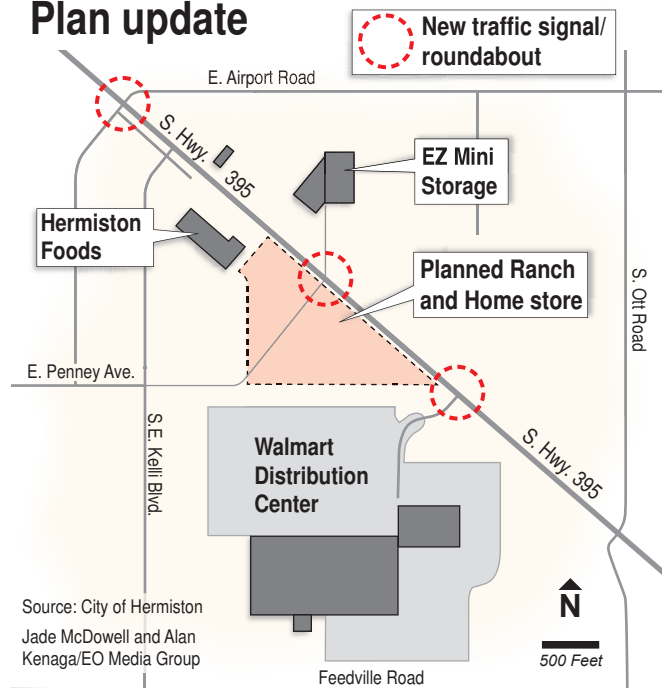 Plan update
New traffic signal/
roundabout
E. Airport Road
S. Hwy. 395
EZ Mini
Storage
Hermiston
Foods
Planned Ranch
and Home store
S. Ott Road
E. Penney Ave.
S.E. Kelli Blvd.
Walmart
Distribution
Center
S. Hwy. 395
Source: City of Hermiston
Jade McDowell and Alan
Kenaga/EO Media Group
N
500 Feet
Feedville Road